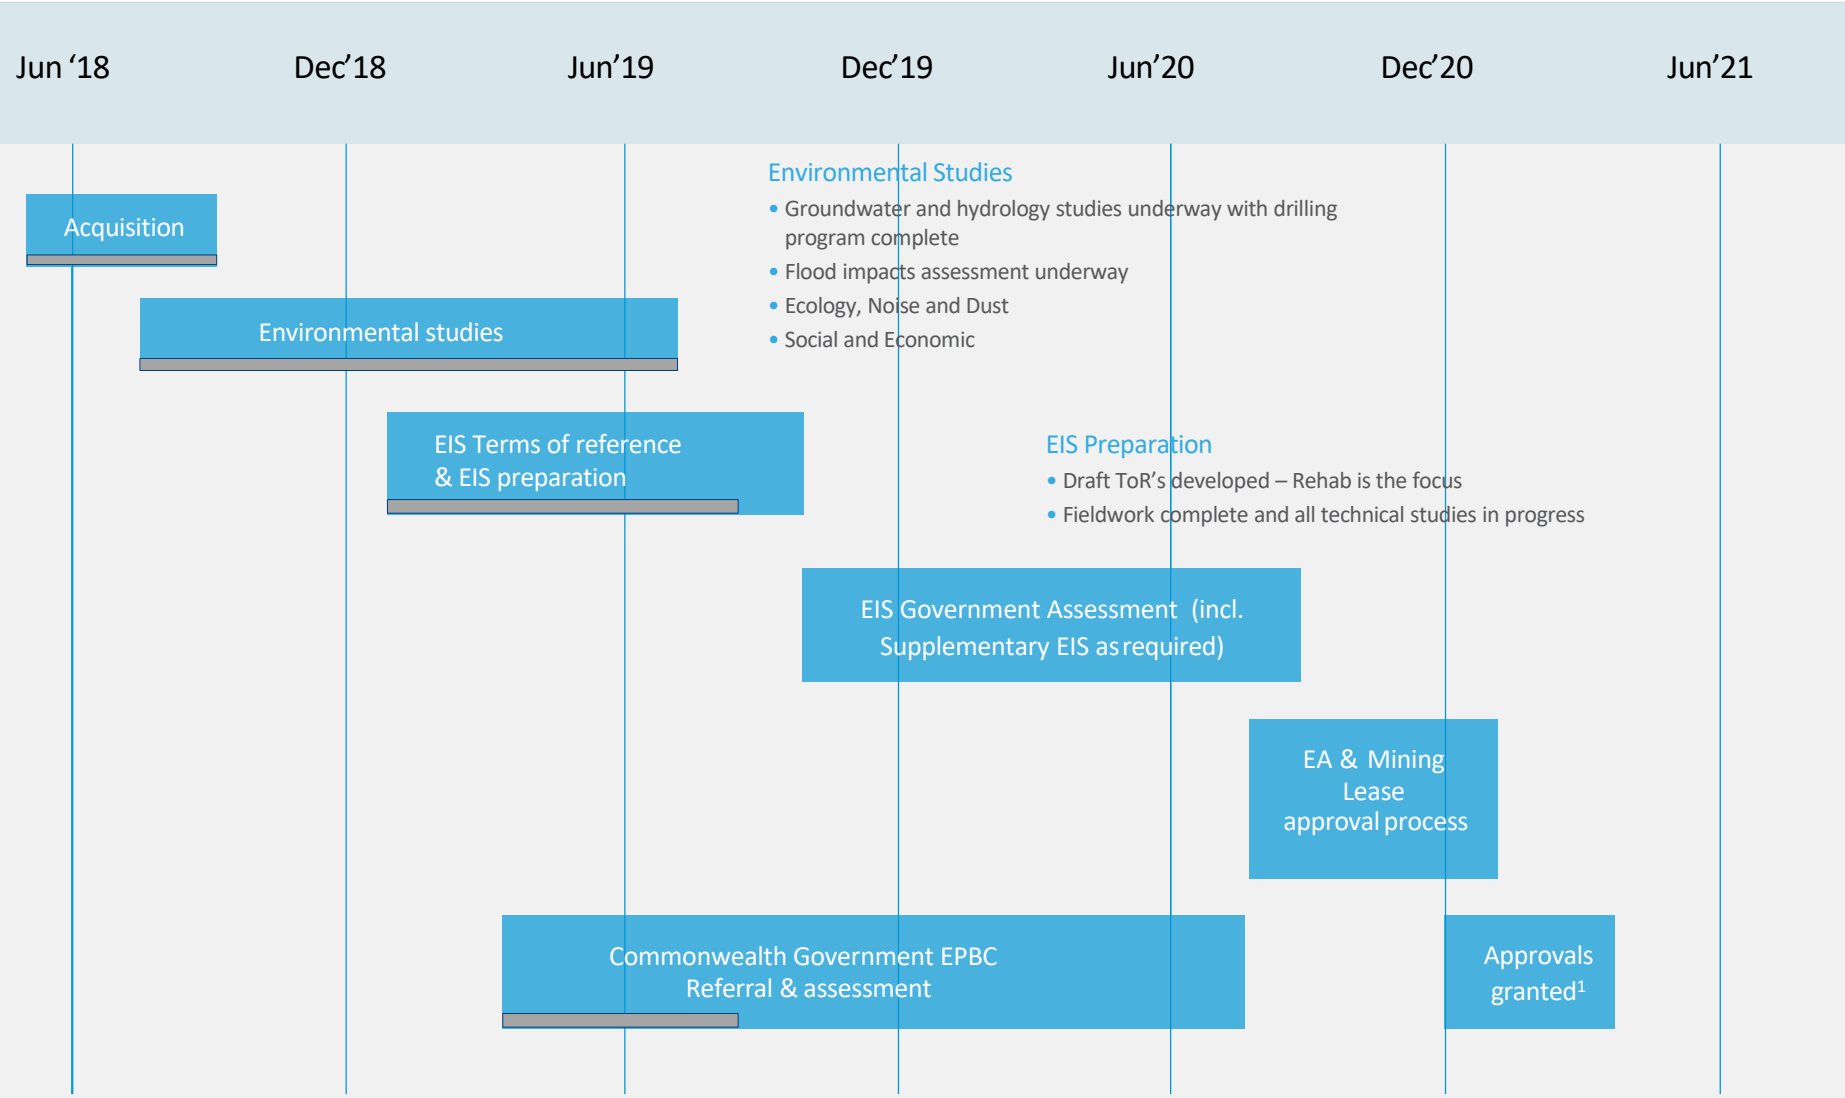 Jun ‘18 Dec’18 Jun’19 Dec’19 Jun’20 Dec’20 Jun’21
Acquisition
Environmental Studies
• Groundwater and hydrology studies underway with drilling
program complete
• Flood impacts assessment underway
• Ecology, Noise and Dust
• Social and Economic
Environmental studies
EIS Terms of reference
& EIS preparation
EIS Preparation
• Draft ToR’s developed – Rehab is the focus
• Fieldwork complete and all technical studies in progress
EIS Government Assessment (incl.
Supplementary EIS as required)
EA & Mining
Lease
approval process
Commonwealth Government EPBC
Referral & assessment
Approvals
granted¹